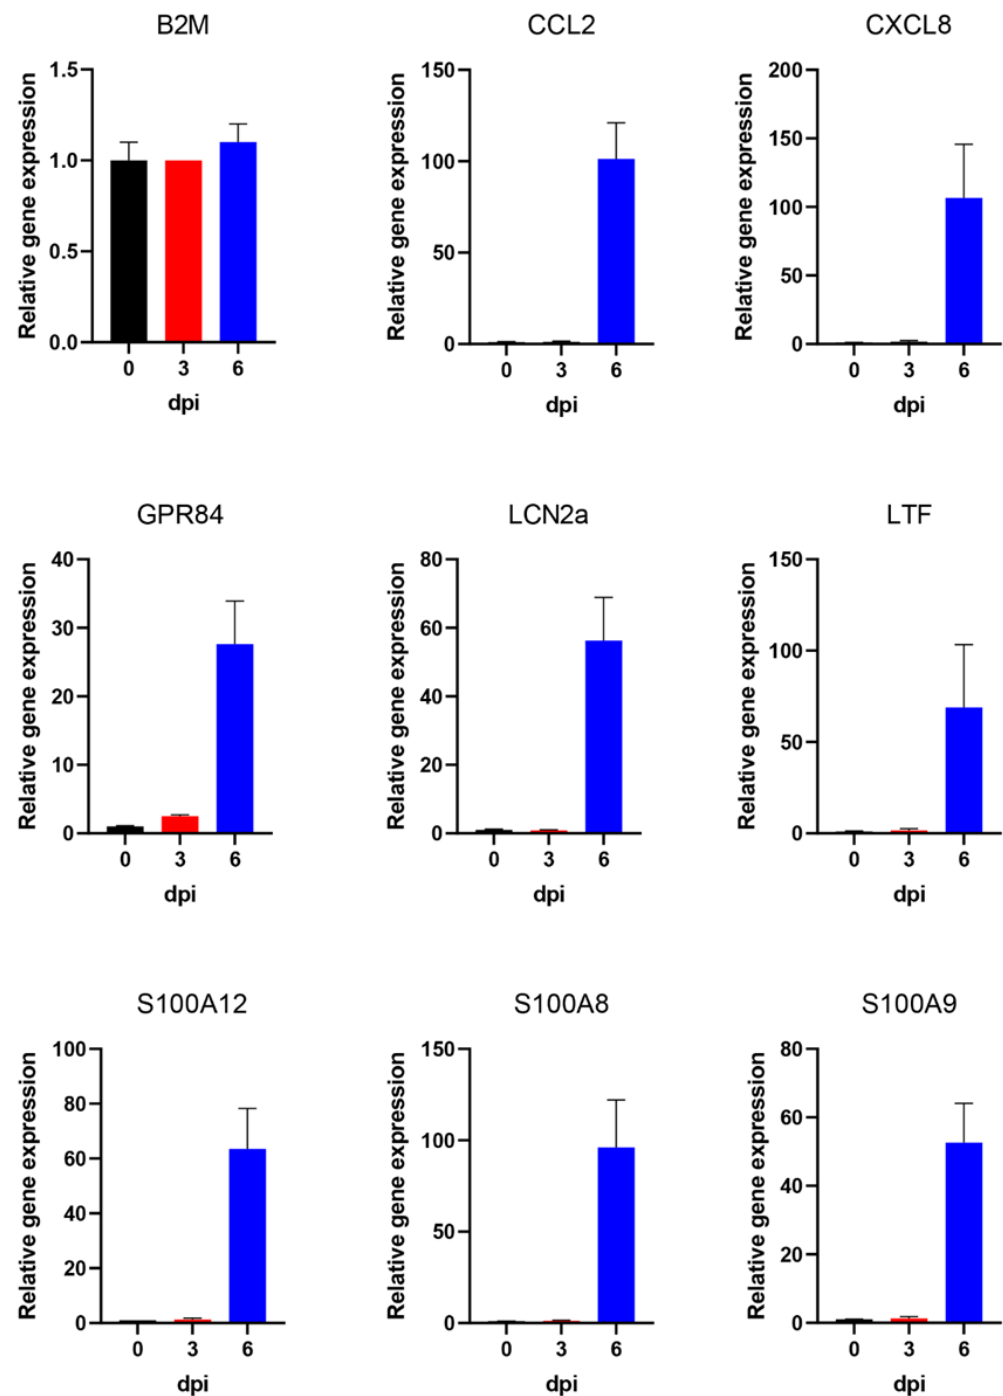 B2M
Relative gene expression
1.5
1.0
0.5
0.0
0 3 6
dpi
CCL2
Relative gene expression
150
100
50
0
0 3 6
dpi
CXCL8
Relative gene expression
200
150
100
50
0
0 3 6
dpi
GPR84
Relative gene expression
40
30
20
10
0
0 3 6
dpi
LCN2a
Relative gene expression
80
60
40
20
0
0 3 6
dpi
LTF
Relative gene expression
150
100
50
0
0 3 6
dpi
S100A12
Relative gene expression
100
80
60
40
20
0
0 3 6
dpi
S100A8
Relative gene expression
150
100
50
0
0 3 6
dpi
S100A9
Relative gene expression
80
60
40
20
0
0 3 6
dpi